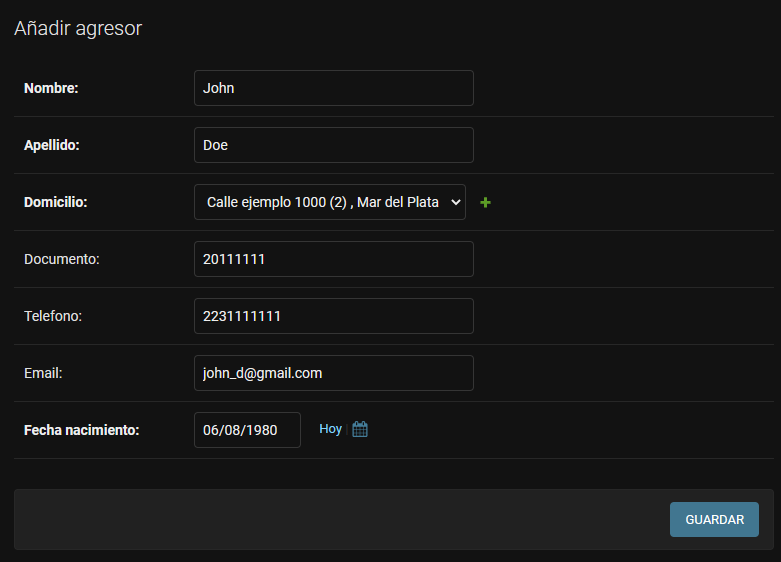 Añadir agresor
Nombre: John
Apellido: Doe
Domicilio: Calle ejemplo 1000 (2) , Mar del Plata
Documento: 20111111
Telefono: 2231111111
Email: john_d@gmail.com
Fecha nacimiento: 06/08/1980 Hoy |
GUARDAR